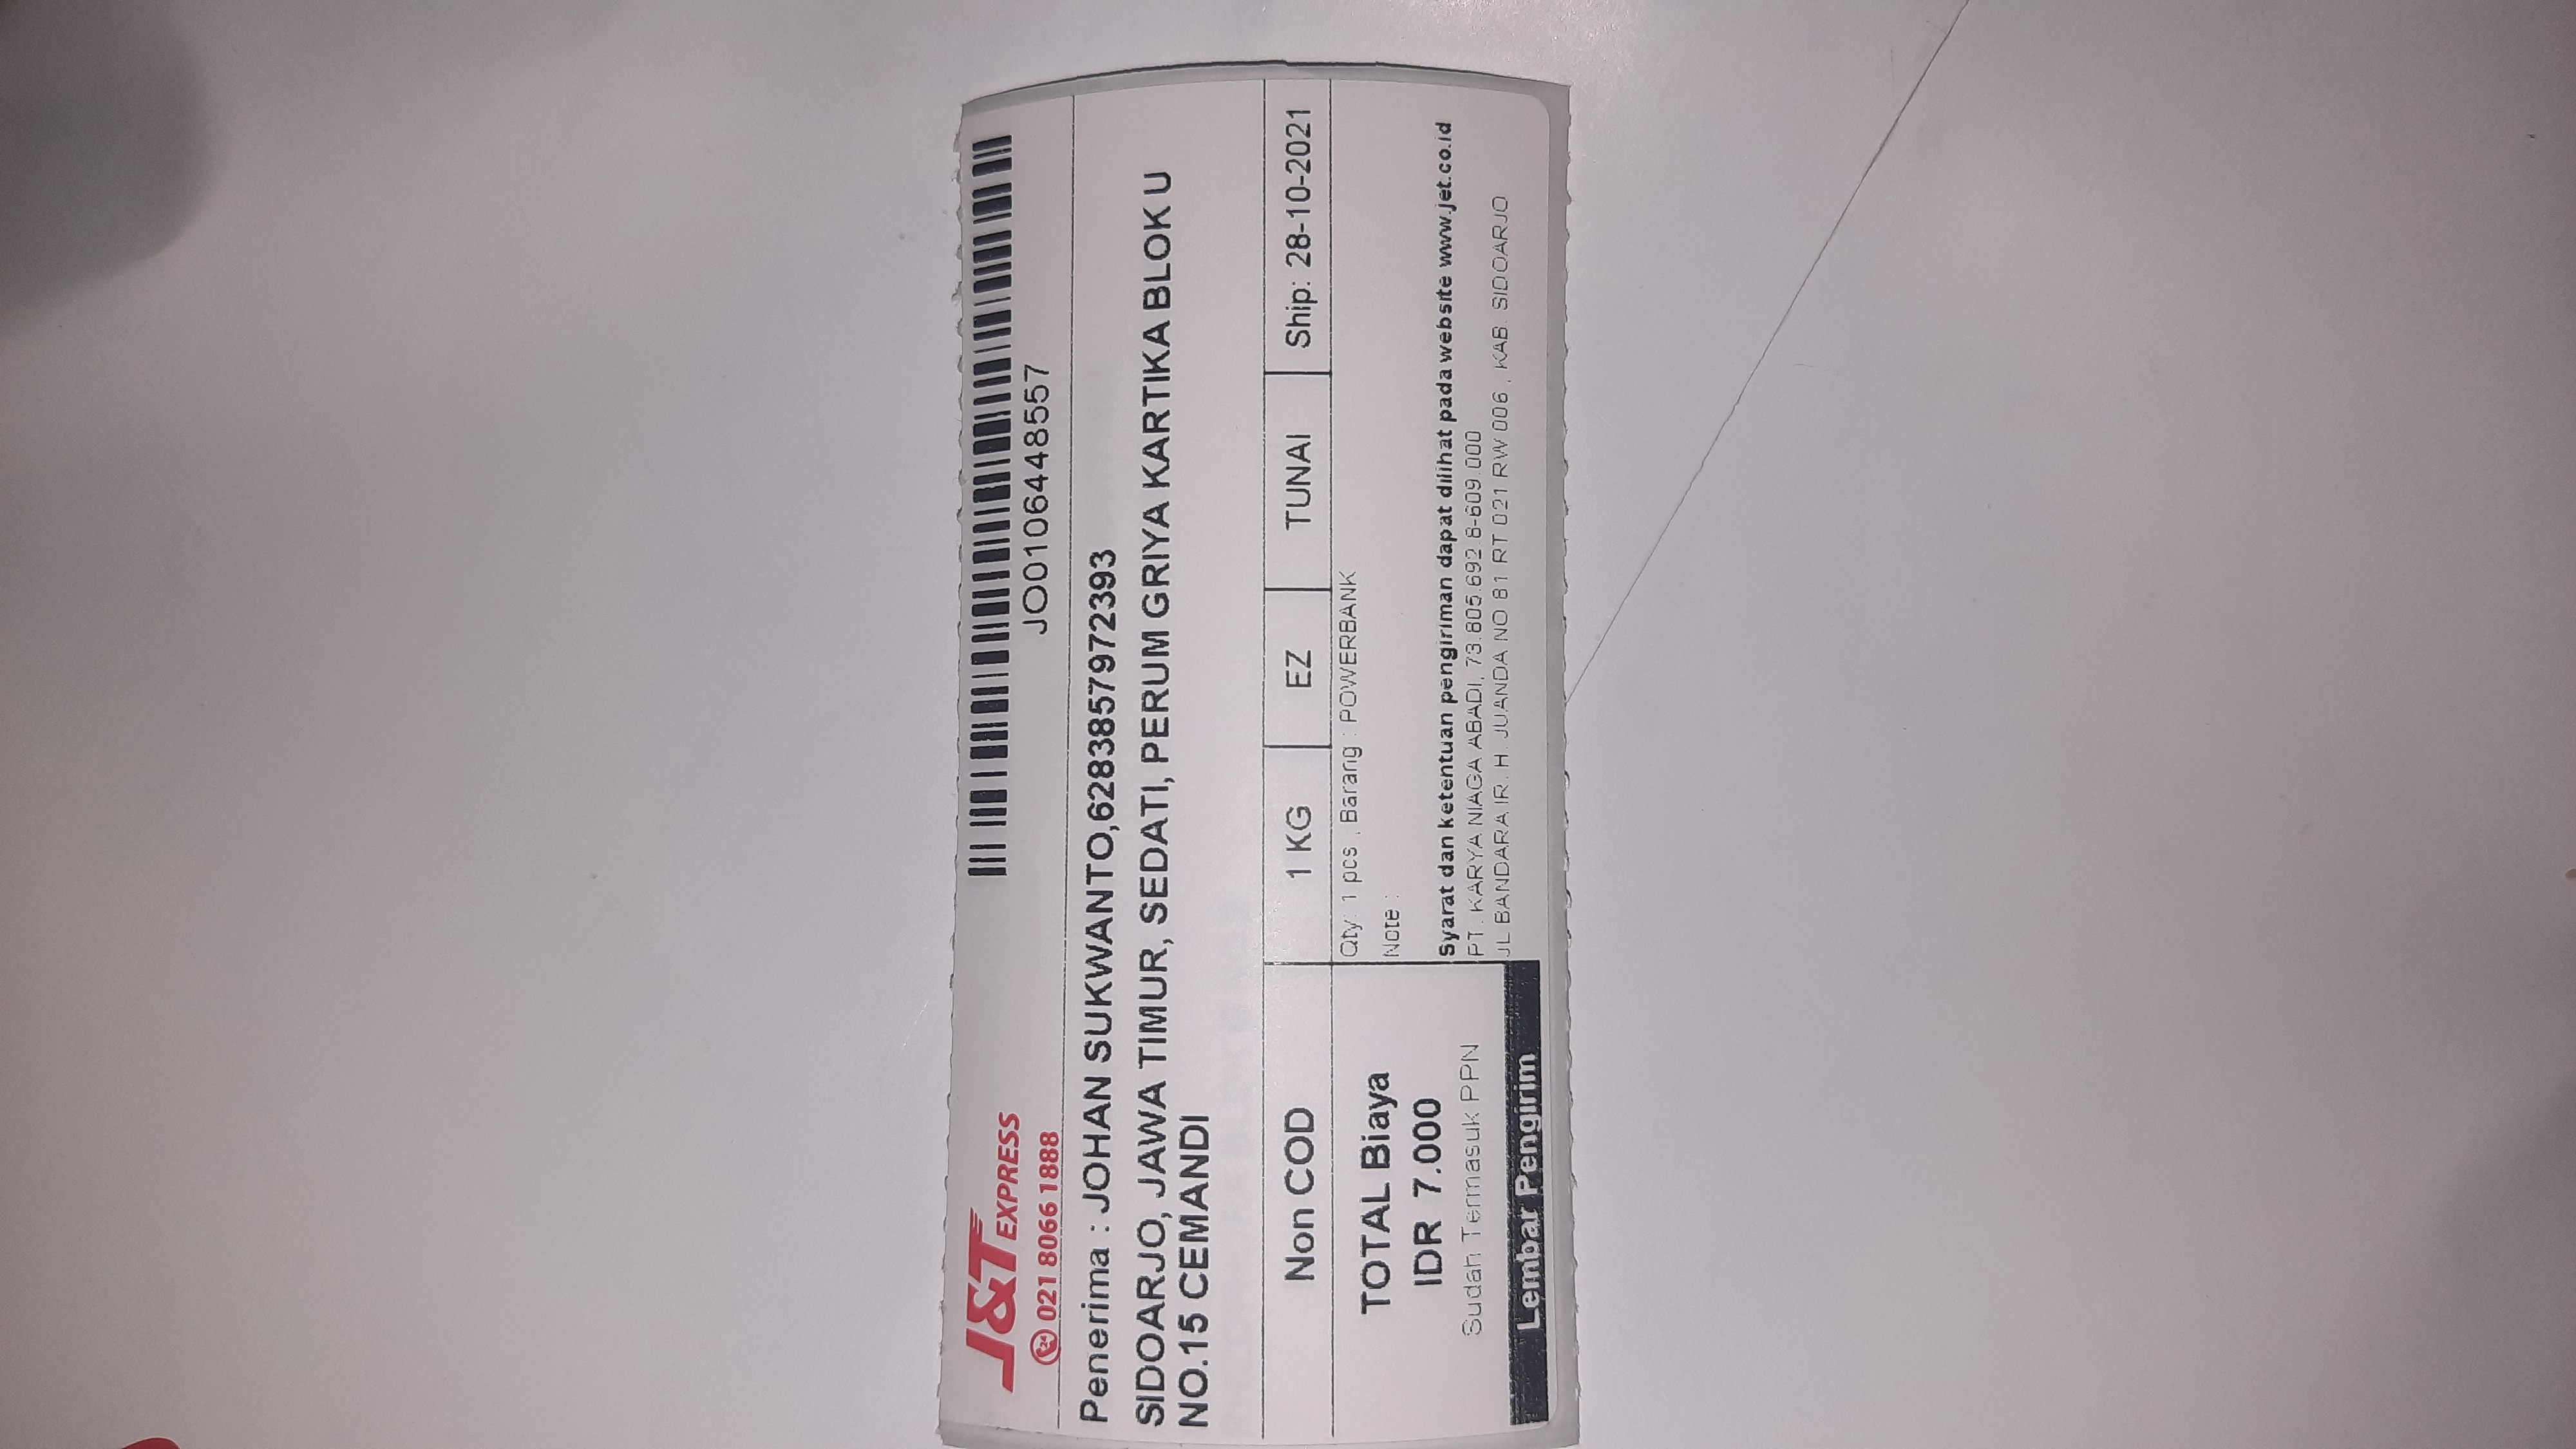 J&T EXPRESS
24 021 8066 1888
JO0106448557
Penerima : JOHAN SUKWANTO,6283857972393
SIDOARJO, JAWA TIMUR, SEDATI, PERUM GRIYA KARTIKA BLOK U
NO.15 CEMANDI
Non COD
1 KG
EZ
TUNAI
Ship: 28-10-2021
TOTAL Biaya
IDR 7.000
Sudah Termasuk PPN
Lembar Pengirim
Qty: 1 pcs , Barang : POWERBANK
Note :
Syarat dan ketentuan pengiriman dapat dilihat pada website www.jet.co.id
PT. KARYA NIAGA ABADI, 73.805.692.8-609.000
JL BANDARA IR. H. JUANDA NO 81 RT 021 RW 006 , KAB. SIDOARJO